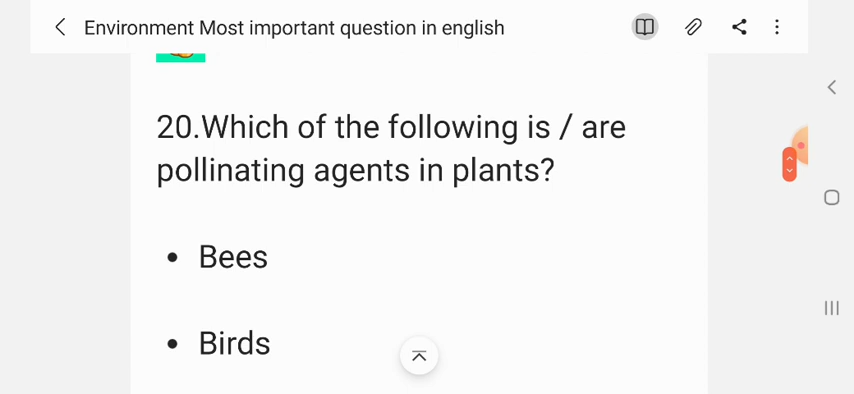 Environment Most important question in english
20.Which of the following is / are
pollinating agents in plants?
• Bees
• Birds